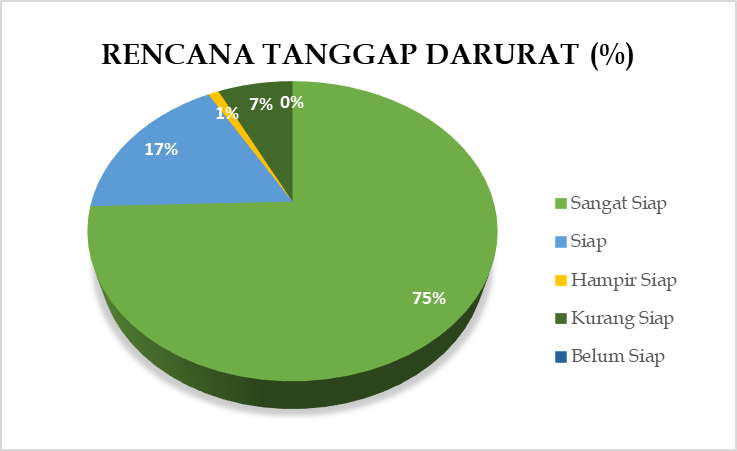 RENCANA TANGGAP DARURAT (%)
7%
0%
1%
17%
75%
Sangat Siap
Siap
Hampir Siap
Kurang Siap
Belum Siap